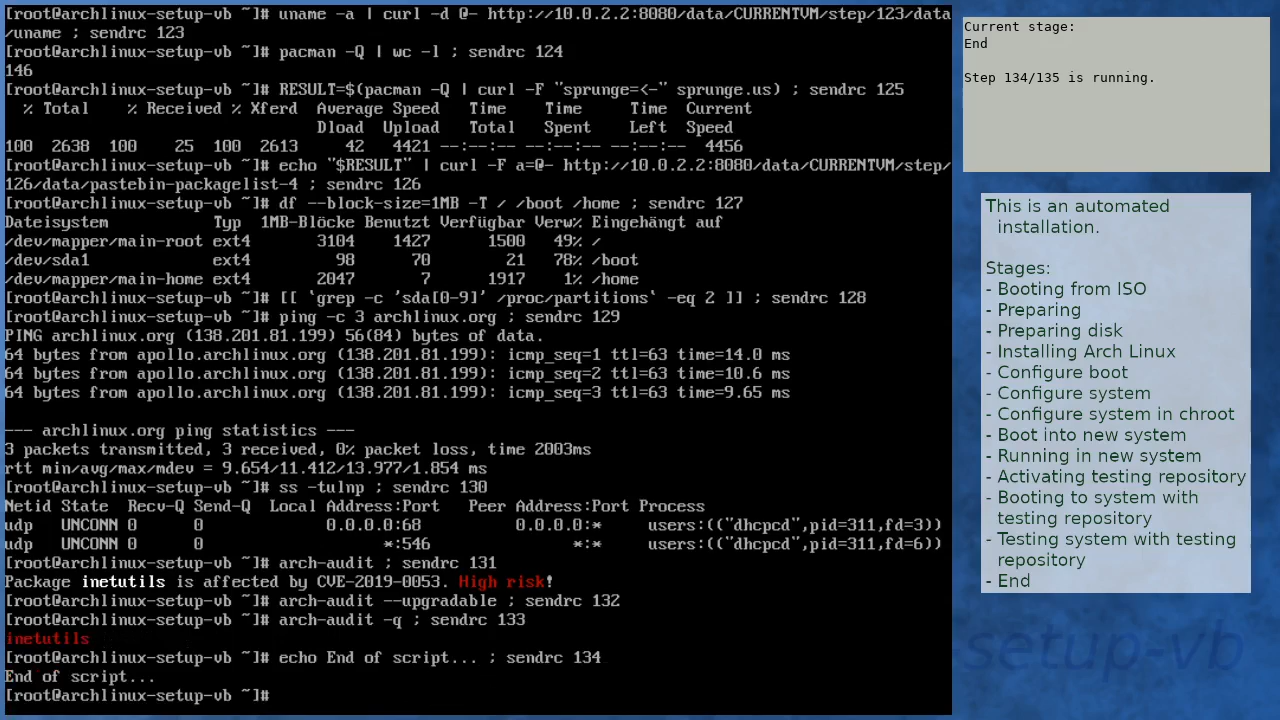 [root@archlinux-setup-vb ~]# uname -a | curl -d @- http://10.0.2.2:8080/data/CURRENTVM/step/123/data
/uname ; sendrc 123
[root@archlinux-setup-vb ~]# pacman -Q | wc -l ; sendrc 124
146
[root@archlinux-setup-vb ~]# RESULT=$(pacman -Q | curl -F "sprunge=<-" sprunge.us) ; sendrc 125
  % Total    % Received % Xferd  Average Speed   Time    Time     Time  Current
                                 Dload  Upload   Total   Spent    Left  Speed
100  2638  100    25  100  2613     42   4421 --:--:-- --:--:-- --:--:--  4456
[root@archlinux-setup-vb ~]# echo "$RESULT" | curl -F a=@- http://10.0.2.2:8080/data/CURRENTVM/step/
126/data/pastebin-packagelist-4 ; sendrc 126
[root@archlinux-setup-vb ~]# df --block-size=1MB -T / /boot /home ; sendrc 127
Dateisystem           Typ  1MB-Blöcke Benutzt Verfügbar Verw% Eingehängt auf
/dev/mapper/main-root ext4       3104    1427      1500   49% /
/dev/sda1             ext4         98      70        21   78% /boot
/dev/mapper/main-home ext4       2047       7      1917    1% /home
[root@archlinux-setup-vb ~]# [[ `grep -c 'sda[0-9]' /proc/partitions` -eq 2 ]] ; sendrc 128
[root@archlinux-setup-vb ~]# ping -c 3 archlinux.org ; sendrc 129
PING archlinux.org (138.201.81.199) 56(84) bytes of data.
64 bytes from apollo.archlinux.org (138.201.81.199): icmp_seq=1 ttl=63 time=14.0 ms
64 bytes from apollo.archlinux.org (138.201.81.199): icmp_seq=2 ttl=63 time=10.6 ms
64 bytes from apollo.archlinux.org (138.201.81.199): icmp_seq=3 ttl=63 time=9.65 ms

--- archlinux.org ping statistics ---
3 packets transmitted, 3 received, 0% packet loss, time 2003ms
rtt min/avg/max/mdev = 9.654/11.412/13.977/1.854 ms
[root@archlinux-setup-vb ~]# ss -tulnp ; sendrc 130
Netid State  Recv-Q Send-Q  Local Address:Port   Peer Address:Port Process
udp   UNCONN 0      0             0.0.0.0:68          0.0.0.0:*     users:(("dhcpcd",pid=311,fd=3))
udp   UNCONN 0      0                   *:546               *:*     users:(("dhcpcd",pid=311,fd=6))
[root@archlinux-setup-vb ~]# arch-audit ; sendrc 131
Package inetutils is affected by CVE-2019-0053. High risk!
[root@archlinux-setup-vb ~]# arch-audit --upgradable ; sendrc 132
[root@archlinux-setup-vb ~]# arch-audit -q ; sendrc 133
inetutils
[root@archlinux-setup-vb ~]# echo End of script... ; sendrc 134
End of script...
[root@archlinux-setup-vb ~]#
Current stage:
End
Step 134/135 is running.
This is an automated
installation.
Stages:
- Booting from ISO
- Preparing
- Preparing disk
- Installing Arch Linux
- Configure boot
- Configure system
- Configure system in chroot
- Boot into new system
- Running in new system
- Activating testing repository
- Booting to system with
testing repository
- Testing system with testing
repository
- End
-setup-vb